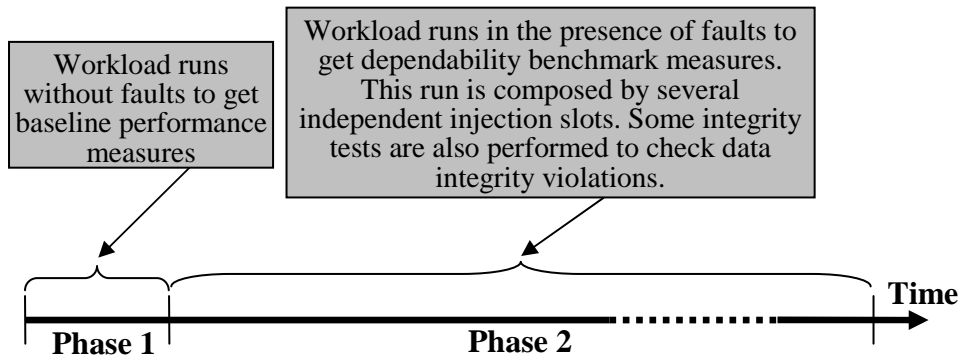 Workload runs
without faults to get
baseline performance
measures
Workload runs in the presence of faults to
get dependability benchmark measures.
This run is composed by several
independent injection slots. Some integrity
tests are also performed to check data
integrity violations.
Time
Phase 1
Phase 2